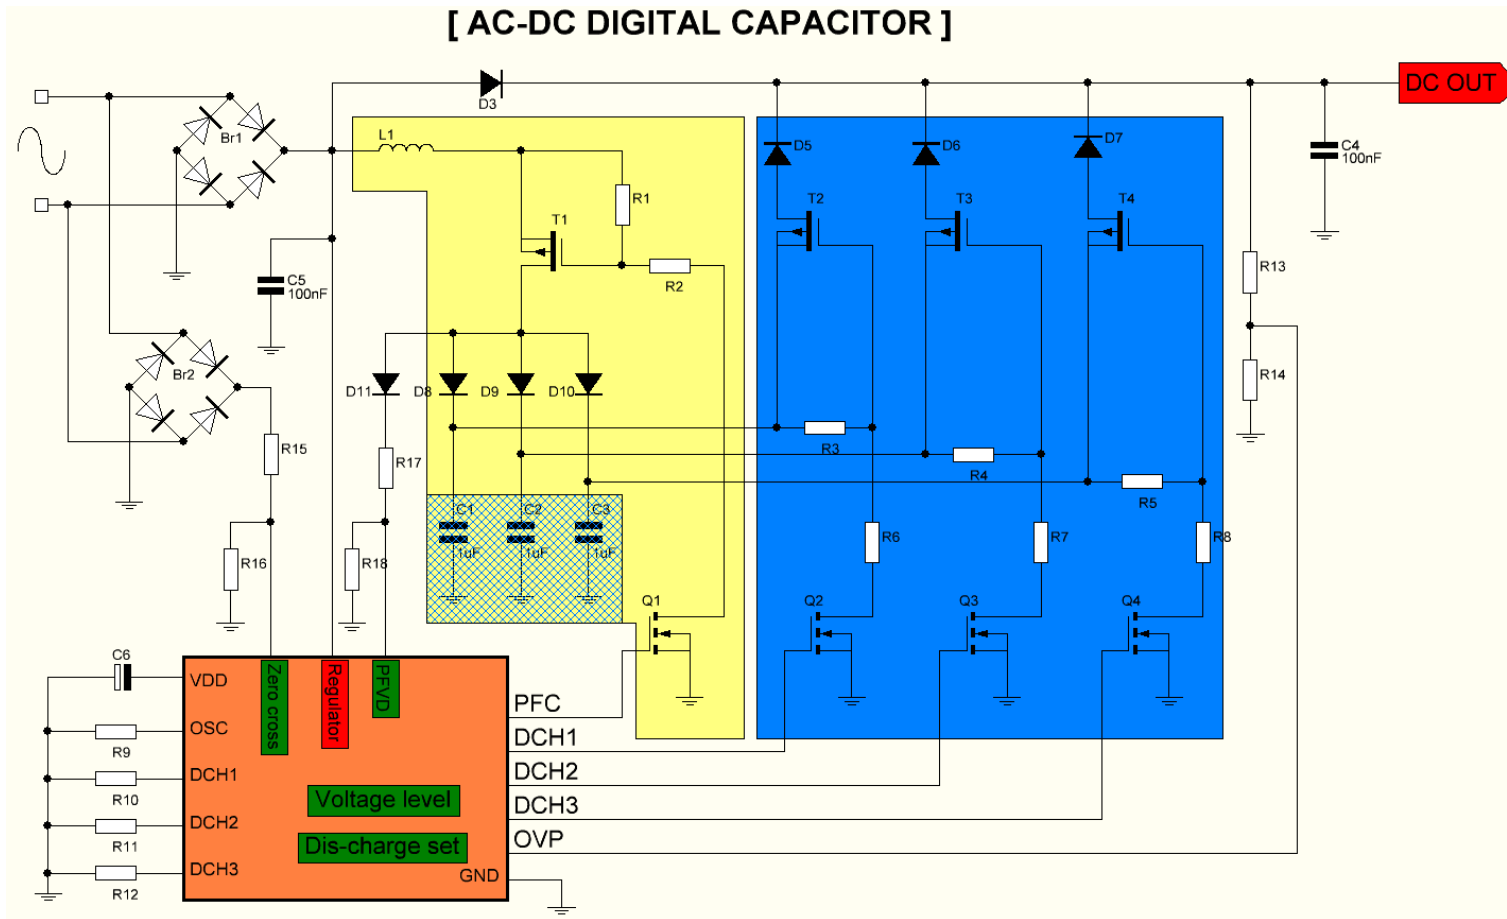 [ AC-DC DIGITAL CAPACITOR ]
DC OUT
D3
Br1
L1
D5
D6
D7
C4
100nF
R1
T1
T2
T3
T4
R2
C5
100nF
R13
R14
Br2
D11
D8
D9
D10
R3
R4
R5
R15
R17
C1
1uF
C2
1uF
C3
1uF
R16
R18
R6
R7
R8
Q1
Q2
Q3
Q4
C6
VDD
Zero cross
Regulator
PFVD
PFC
OSC
R9
DCH1
DCH1
R10
DCH2
Voltage level
DCH2
R11
DCH3
Dis-charge set
OVP
DCH3
R12
GND